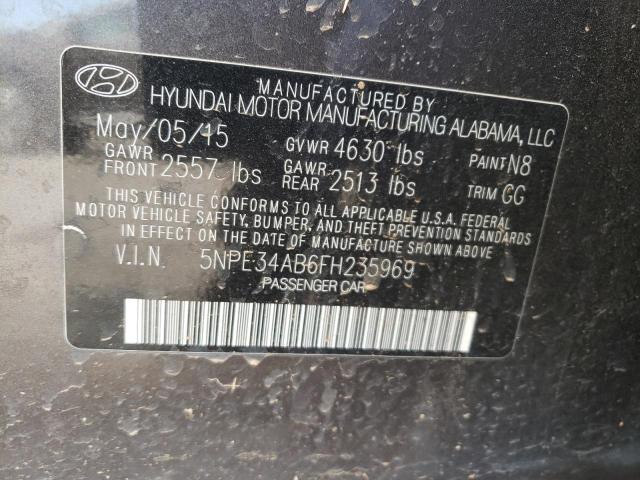 MANUFACTURED BY
HYUNDAI MOTOR MANUFACTURING ALABAMA, LLC
May/05/15 GVWR 4630 lbs PAINT N8
GAWR FRONT 2557 lbs GAWR REAR 2513 lbs TRIM GG
THIS VEHICLE CONFORMS TO ALL APPLICABLE U.S.A. FEDERAL
MOTOR VEHICLE SAFETY, BUMPER, AND THEFT PREVENTION STANDARDS
IN EFFECT ON THE DATE OF MANUFACTURE SHOWN ABOVE.
V.I.N. 5NPE34AB6FH235969
PASSENGER CAR